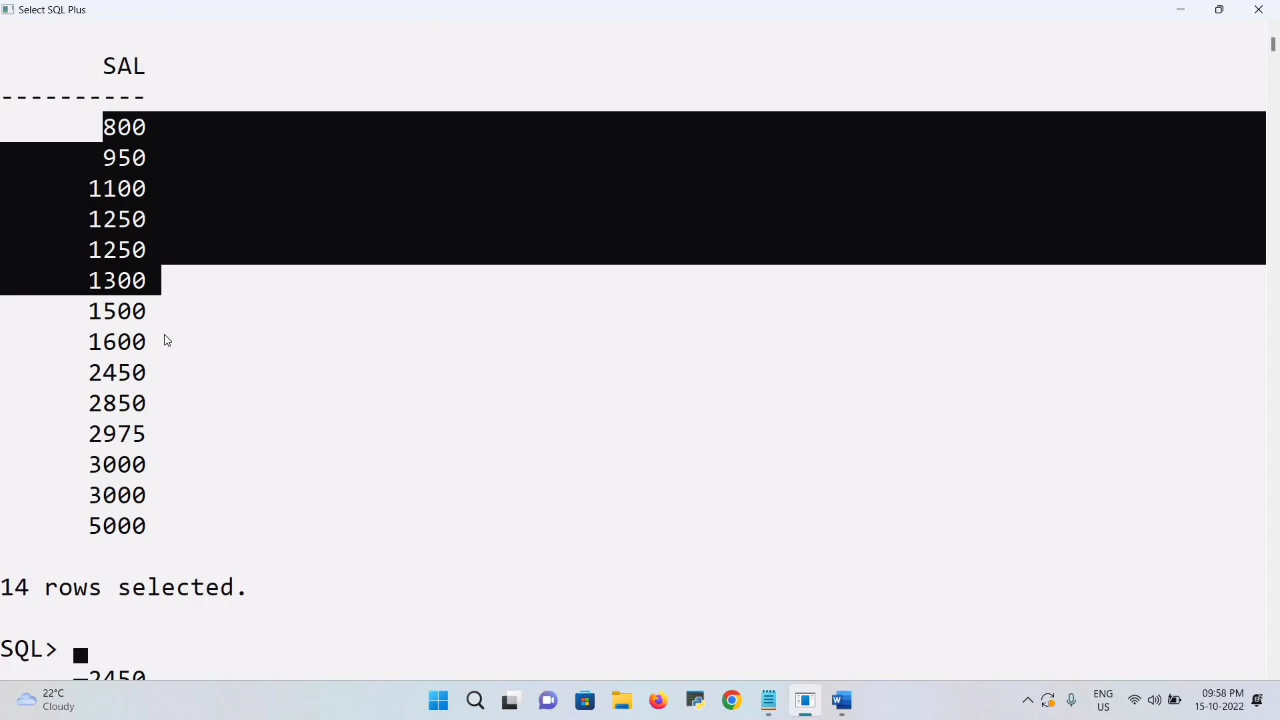 Select SQL Plus
SAL
----------
800
950
1100
1250
1250
1300
1500
1600
2450
2850
2975
3000
3000
5000
14 rows selected.
SQL>
2450
22°C
Cloudy
ENG
US
09:58 PM
15-10-2022